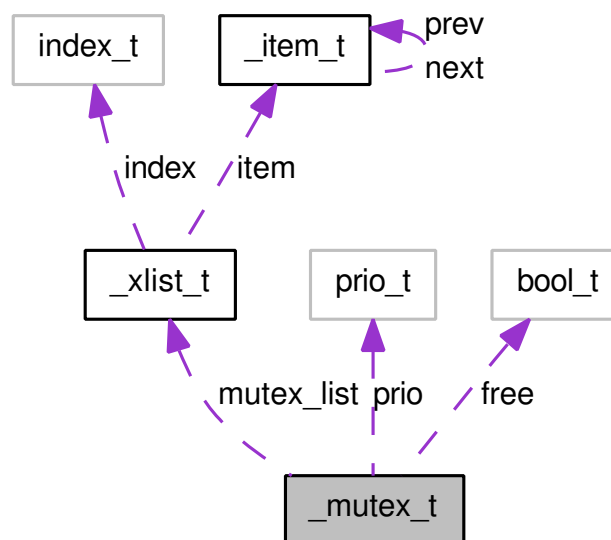 index_t
_item_t
prev
next
index
item
_xlist_t
prio_t
bool_t
mutex_list
prio
free
_mutex_t